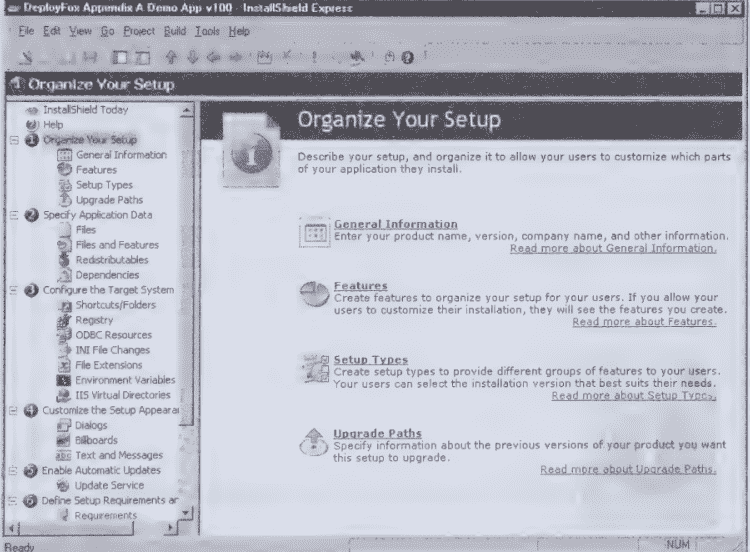 DeployFox Appendix A Demo App v100 - InstallShield Express
File Edit View Go Project Build Tools Help
Organize Your Setup
InstallShield Today
Help
Organize Your Setup
General Information
Features
Setup Types
Upgrade Paths
Specify Application Data
Files
Files and Features
Redistributables
Dependencies
Configure the Target System
Shortcuts/Folders
Registry
ODBC Resources
INI File Changes
File Extensions
Environment Variables
IIS Virtual Directories
Customize the Setup Appearar
Dialogs
Billboards
Text and Messages
Enable Automatic Updates
Update Service
Define Setup Requirements ar
Requirements
Organize Your Setup
Describe your setup, and organize it to allow your users to customize which parts
of your application they install.
General Information
Enter your product name, version, company name, and other information.
Read more about General Information.
Features
Create features to organize your setup for your users. If you allow your
users to customize their installation, they will see the features you create.
Read more about Features.
Setup Types
Create setup types to provide different groups of features to your users.
Your users can select the installation version that best suits their needs.
Read more about Setup Types.
Upgrade Paths
Specify information about the previous versions of your product you want
this setup to upgrade.
Read more about Upgrade Paths.
Ready
NUM